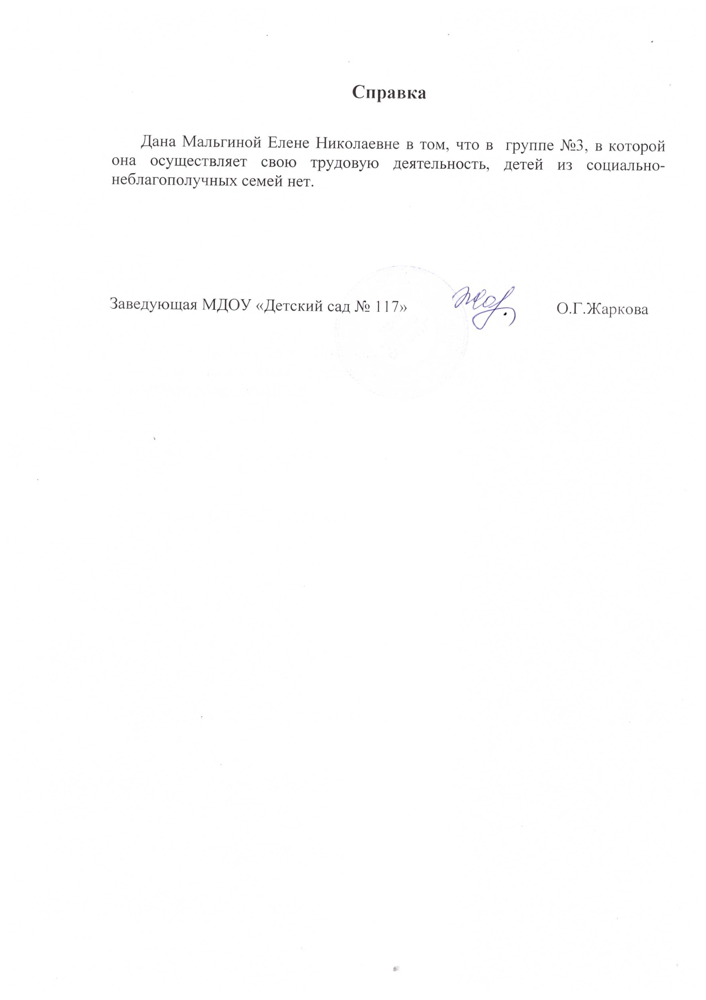 Справка
Дана Мальгиной Елене Николаевне в том, что в группе №3, в которой
она осуществляет свою трудовую деятельность, детей из социально-
неблагополучных семей нет.
Заведующая МДОУ «Детский сад № 117» О.Г.Жаркова